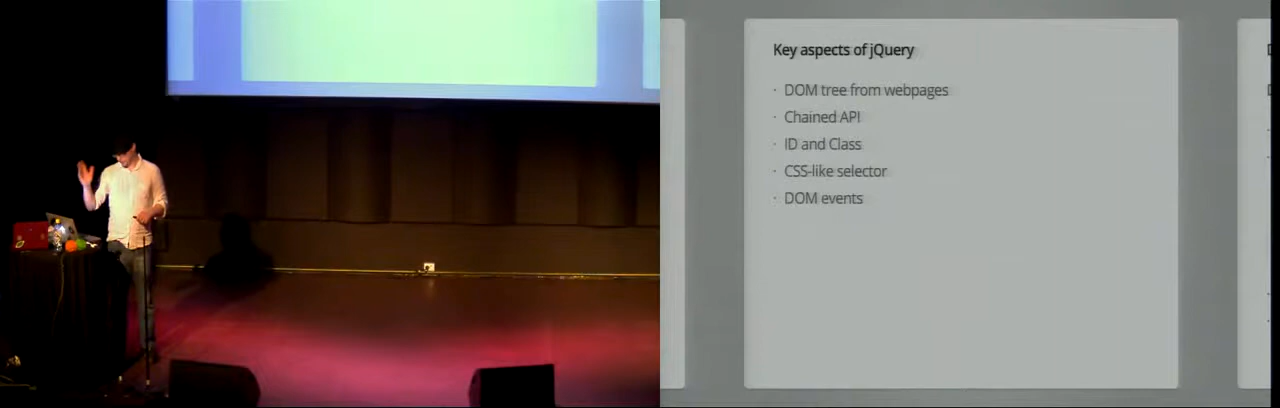 Key aspects of jQuery
· DOM tree from webpages
· Chained API
· ID and Class
· CSS-like selector
· DOM events